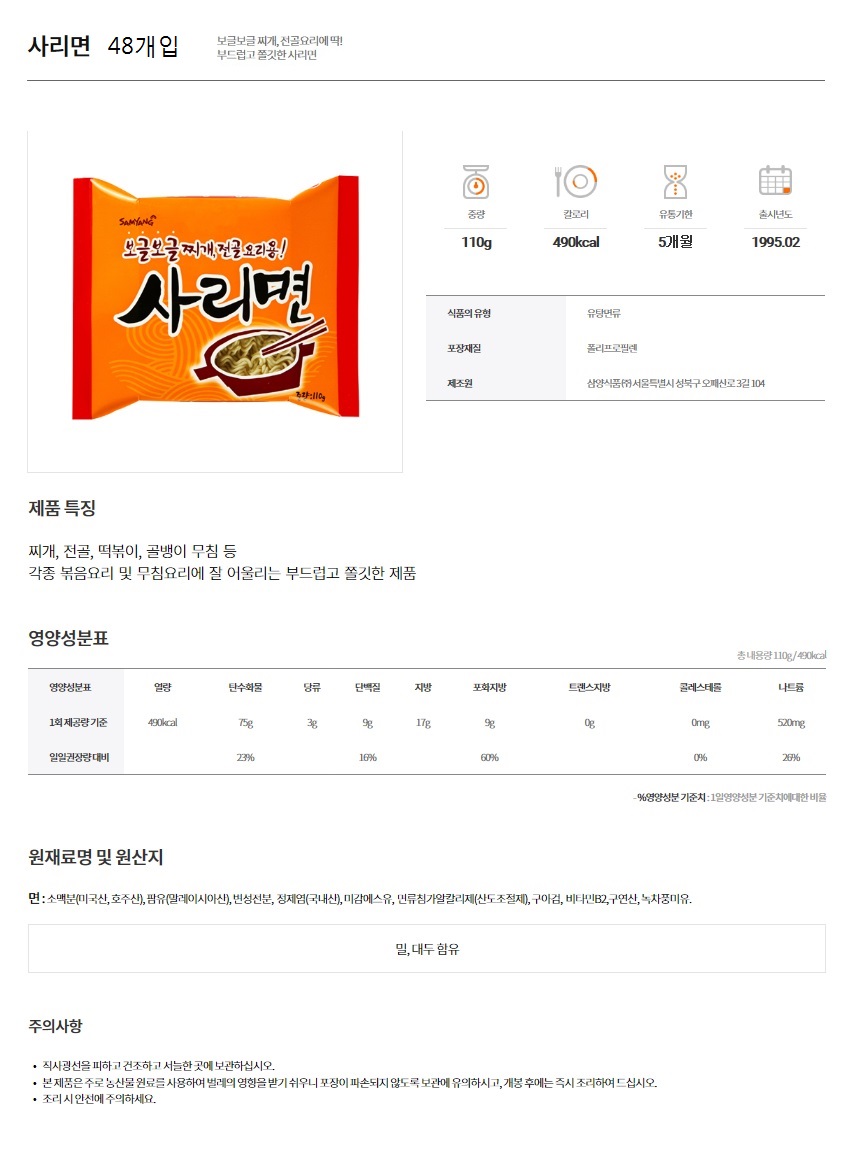 사리면 48개입
보글보글 찌개, 전골요리에 딱!
부드럽고 쫄깃한 사리면
SAMYANG
보글보글 찌개, 전골 요리용!
사리면
중량:110g
중량
칼로리
유통기한
출시년도
110g
490kcal
5개월
1995.02
식품의 유형 유탕면류
포장재질 폴리프로필렌
제조원 삼양식품㈜ 서울특별시 성북구 오패산로 3길 104
제품 특징
찌개, 전골, 떡볶이, 골뱅이 무침 등
각종 볶음요리 및 무침요리에 잘 어울리는 부드럽고 쫄깃한 제품
영양성분표
총 내용량 110g / 490kcal
영양성분표 열량 탄수화물 당류 단백질 지방 포화지방 트랜스지방 콜레스테롤 나트륨
1회 제공량 기준 490kcal 75g 3g 9g 17g 9g 0g 0mg 520mg
일일권장량 대비 23% 16% 60% 0% 26%
- %영양성분 기준치 : 1일영양성분 기준치에대한 비율
원재료명 및 원산지
면 : 소맥분(미국산, 호주산), 팜유(말레이시아산), 변성전분, 정제염(국내산), 미감에스유, 면류첨가알칼리제(산도조절제), 구아검, 비타민B2,구연산, 녹차풍미유.
밀, 대두 함유
주의사항
• 직사광선을 피하고 건조하고 서늘한 곳에 보관하십시오.
• 본 제품은 주로 농산물 원료를 사용하여 벌레의 영향을 받기 쉬우니 포장이 파손되지 않도록 보관에 유의하시고, 개봉 후에는 즉시 조리하여 드십시오.
• 조리 시 안전에 주의하세요.